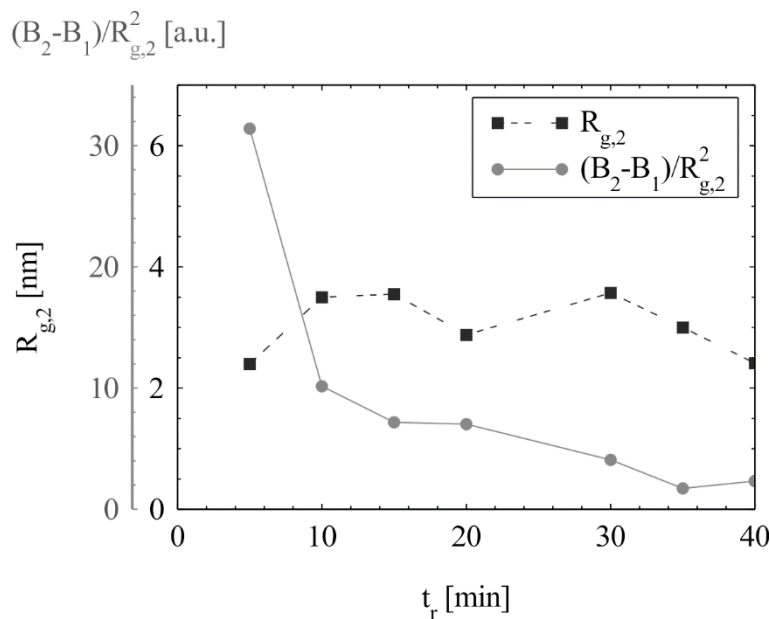 (B₂-B₁)/R²g,2 [a.u.]
Rg,2
(B₂-B₁)/R²g,2
30
20
10
0
6
4
2
0
Rg,2 [nm]
0 10 20 30 40
tr [min]